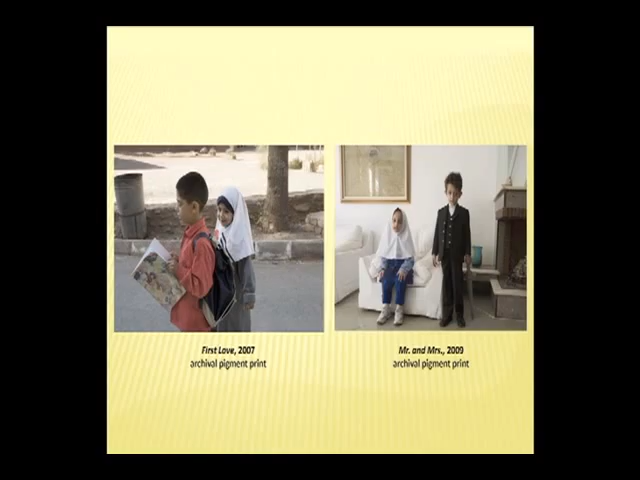 First Love, 2007
archival pigment print
Mr. and Mrs., 2009
archival pigment print